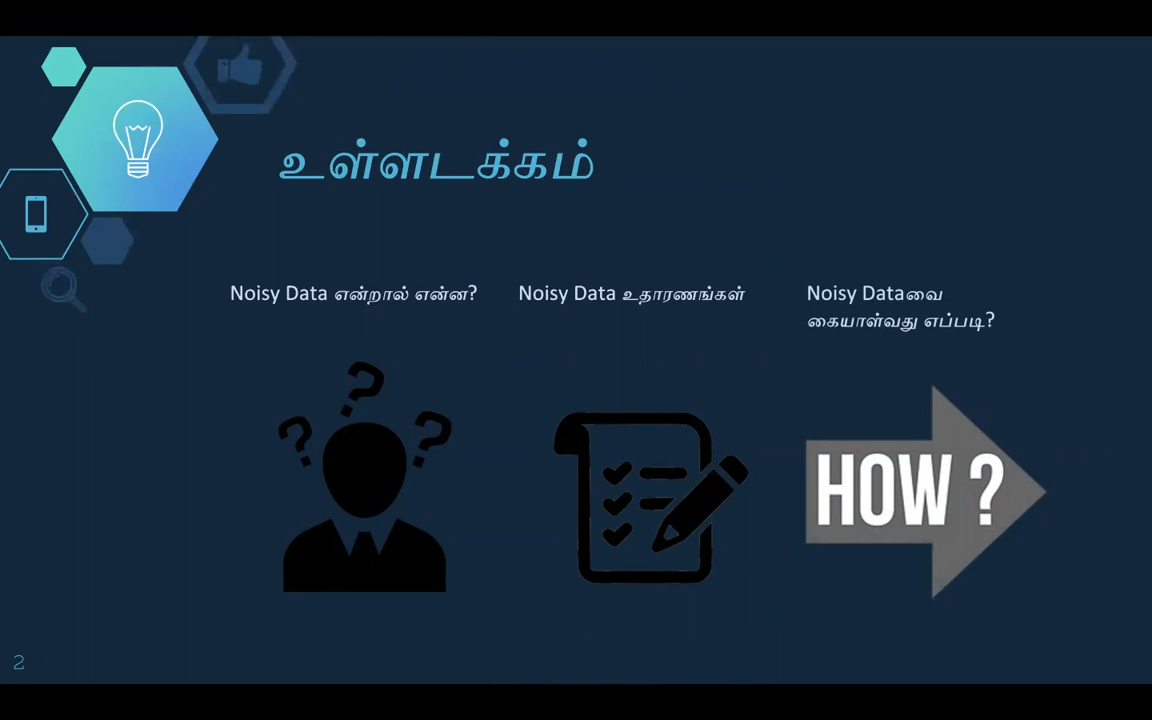 உள்ளடக்கம்
Noisy Data என்றால் என்ன?
Noisy Data உதாரணங்கள்
Noisy Dataவை
கையாள்வது எப்படி?
HOW ?
2